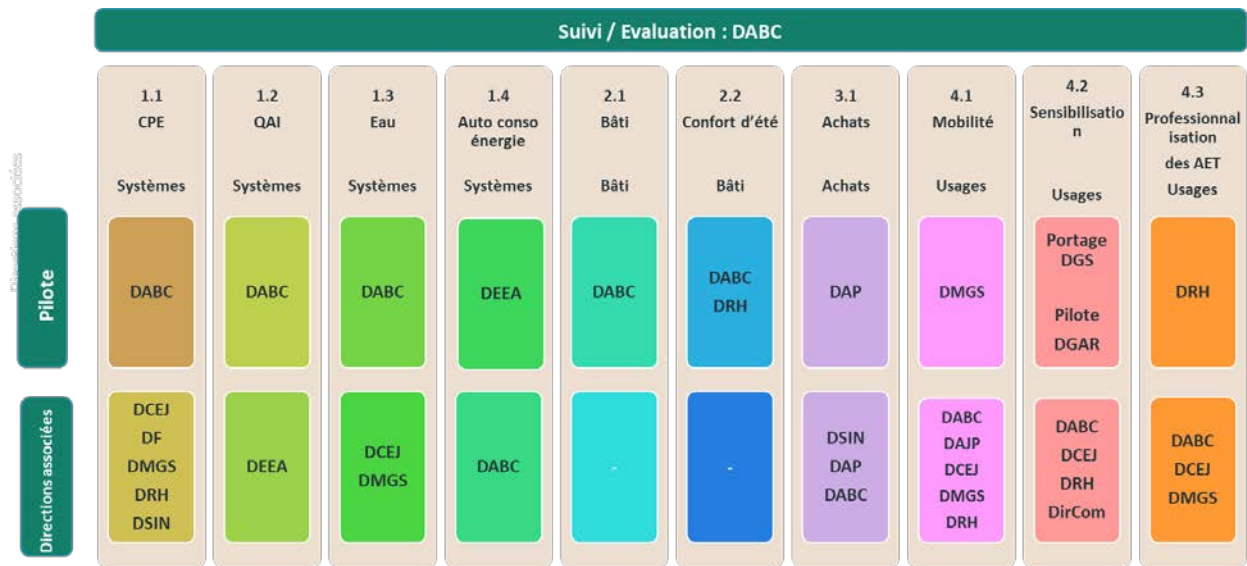 Suivi / Evaluation : DABC
1.1
CPE
Systèmes
1.2
QAI
Systèmes
1.3
Eau
Systèmes
1.4
Auto conso
énergie
Systèmes
2.1
Bâti
Bâti
2.2
Confort d’été
Bâti
3.1
Achats
Achats
4.1
Mobilité
Usages
4.2
Sensibilisatio
n
Usages
4.3
Professionnal
isation
des AET
Usages
Directions associées
Pilote
DABC
DABC
DABC
DEEA
DABC
DABC
DRH
DAP
DMGS
Portage
DGS
Pilote
DGAR
DRH
Directions associées
DCEJ
DF
DMGS
DRH
DSIN
DEEA
DCEJ
DMGS
DABC
-
-
DSIN
DAP
DABC
DABC
DAJP
DCEJ
DMGS
DRH
DABC
DCEJ
DRH
DirCom
DABC
DCEJ
DMGS